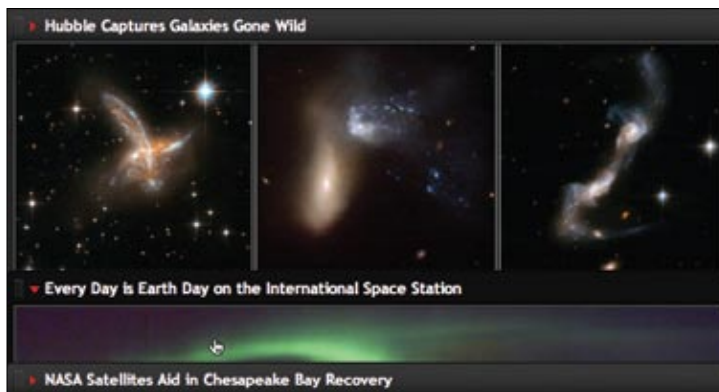 Hubble Captures Galaxies Gone Wild
Every Day is Earth Day on the International Space Station
NASA Satellites Aid in Chesapeake Bay Recovery